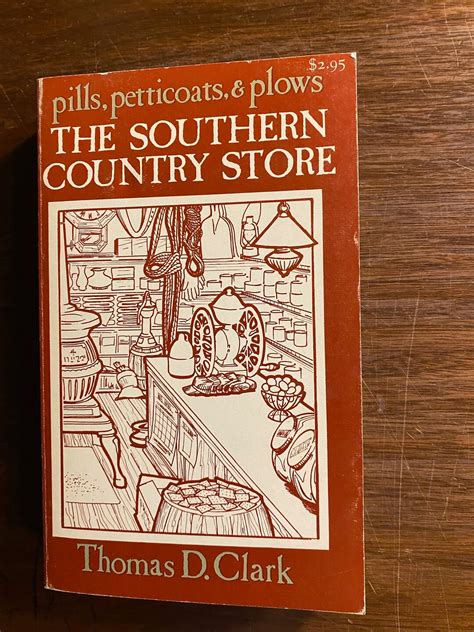 $2.95
pills, petticoats, & plows
THE SOUTHERN
COUNTRY STORE
Thomas D. Clark